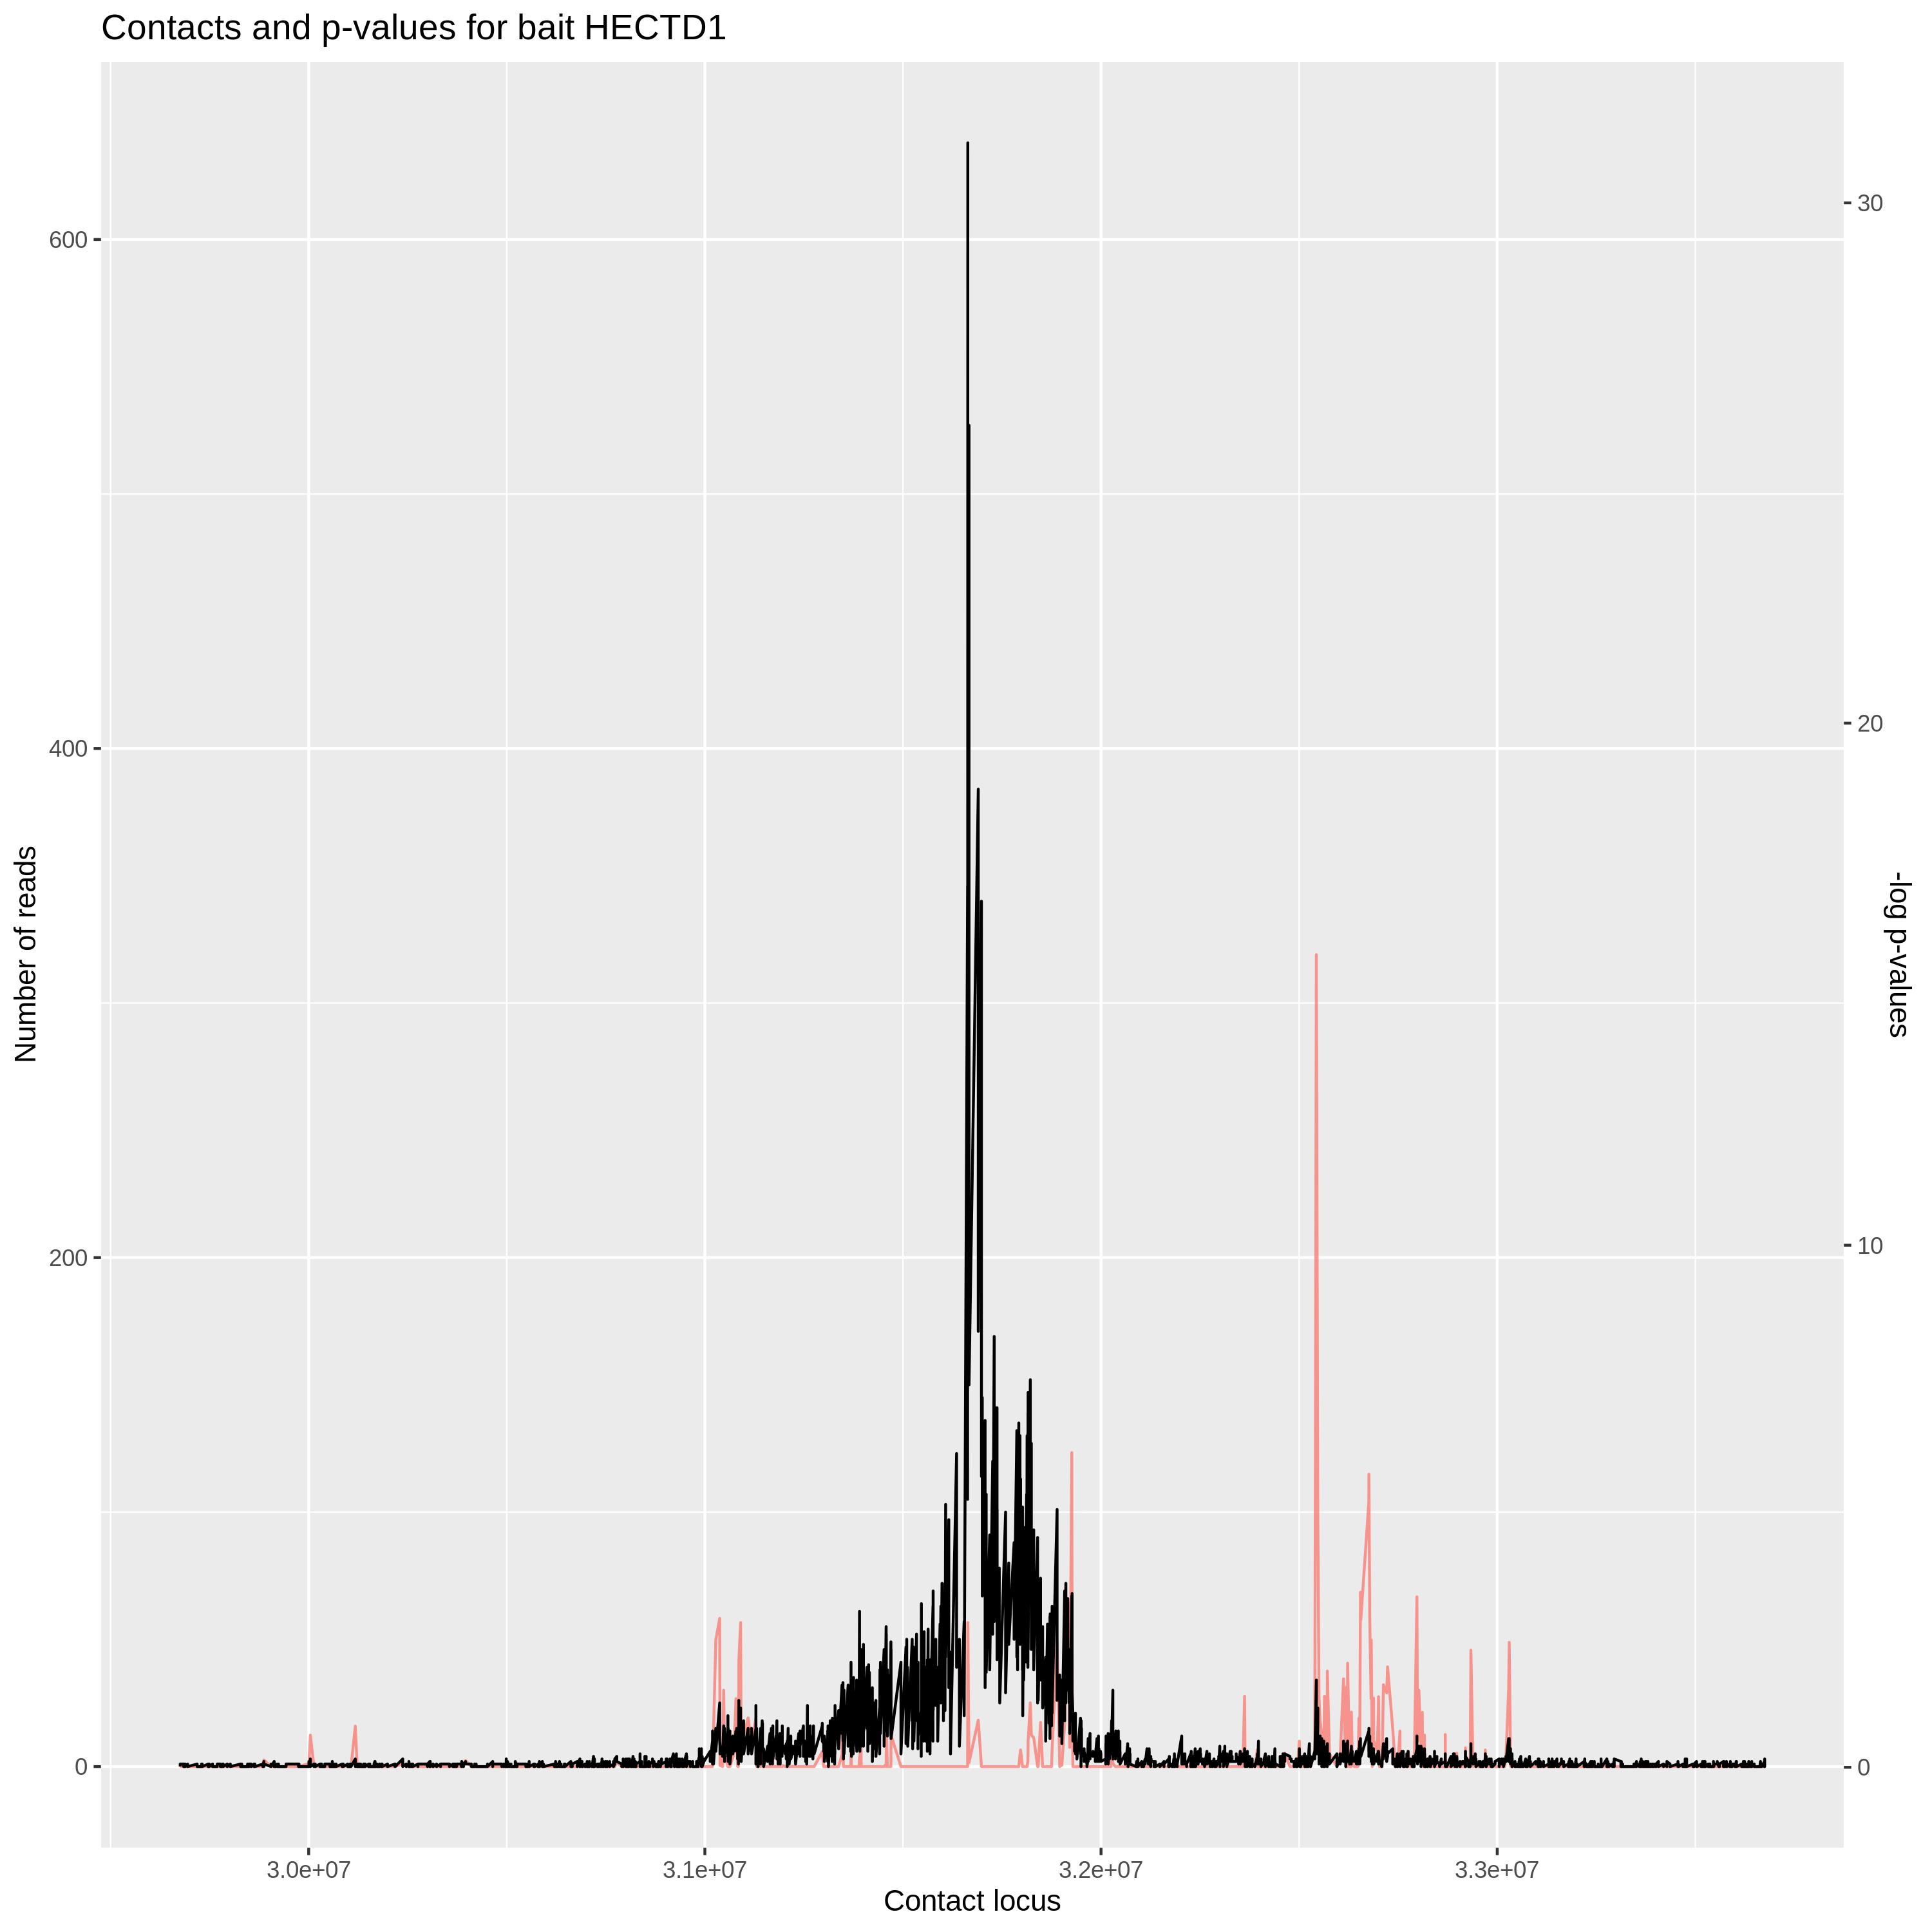 Contacts and p-values for bait HECTD1
600
400
200
0
30
20
10
0
Number of reads
-log p-values
3.0e+07
3.1e+07
3.2e+07
3.3e+07
Contact locus